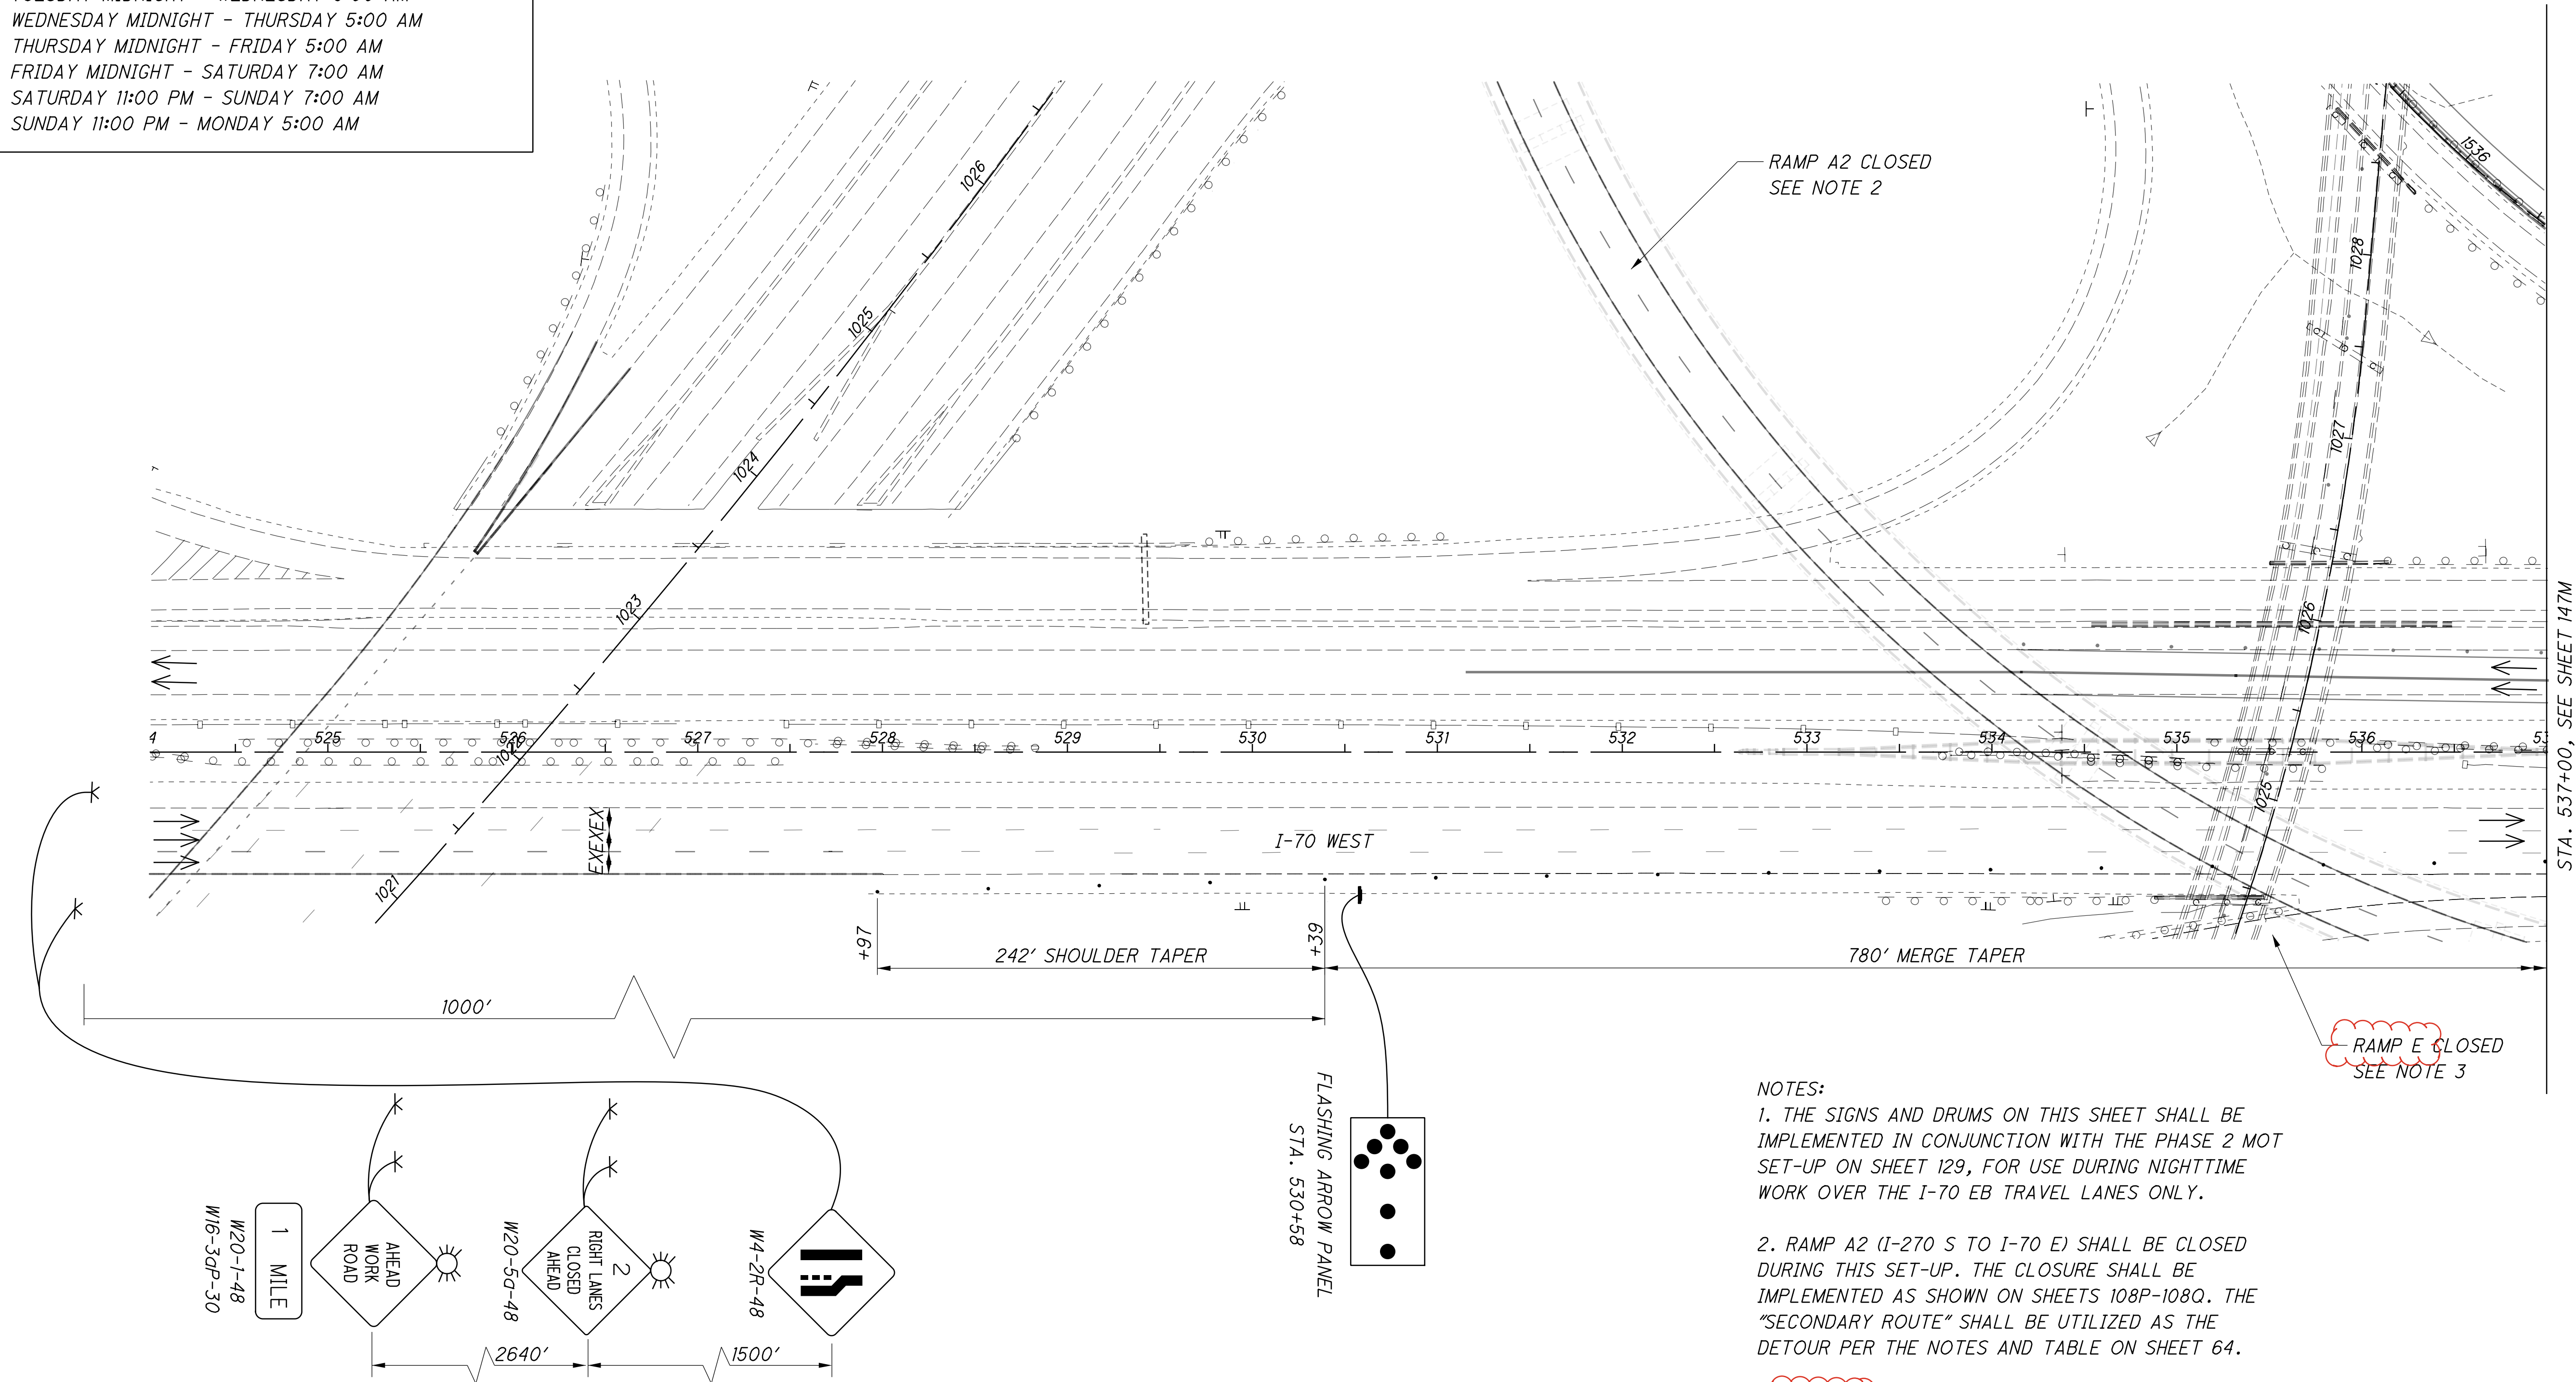 WEDNESDAY MIDNIGHT - THURSDAY 5:00 AM
THURSDAY MIDNIGHT - FRIDAY 5:00 AM
FRIDAY MIDNIGHT - SATURDAY 7:00 AM
SATURDAY 11:00 PM - SUNDAY 7:00 AM
SUNDAY 11:00 PM - MONDAY 5:00 AM
RAMP A2 CLOSED
SEE NOTE 2
1026
1025
1024
1023
1021
1536
1028
1027
1026
1025
4
525
526
527
528
529
530
531
532
533
534
535
536
53
STA. 537+00, SEE SHEET 147M
EXEXEX
I-70 WEST
+97
+39
242' SHOULDER TAPER
780' MERGE TAPER
1000'
RAMP E CLOSED
SEE NOTE 3
FLASHING ARROW PANEL
STA. 530+58
1 MILE
W20-1-48
W16-3aP-30
AHEAD
WORK
ROAD
2
RIGHT LANES
CLOSED
AHEAD
W20-5a-48
W4-2R-48
2640'
1500'
NOTES:
1. THE SIGNS AND DRUMS ON THIS SHEET SHALL BE
IMPLEMENTED IN CONJUNCTION WITH THE PHASE 2 MOT
SET-UP ON SHEET 129, FOR USE DURING NIGHTTIME
WORK OVER THE I-70 EB TRAVEL LANES ONLY.
2. RAMP A2 (I-270 S TO I-70 E) SHALL BE CLOSED
DURING THIS SET-UP. THE CLOSURE SHALL BE
IMPLEMENTED AS SHOWN ON SHEETS 108P-108Q. THE
"SECONDARY ROUTE" SHALL BE UTILIZED AS THE
DETOUR PER THE NOTES AND TABLE ON SHEET 64.